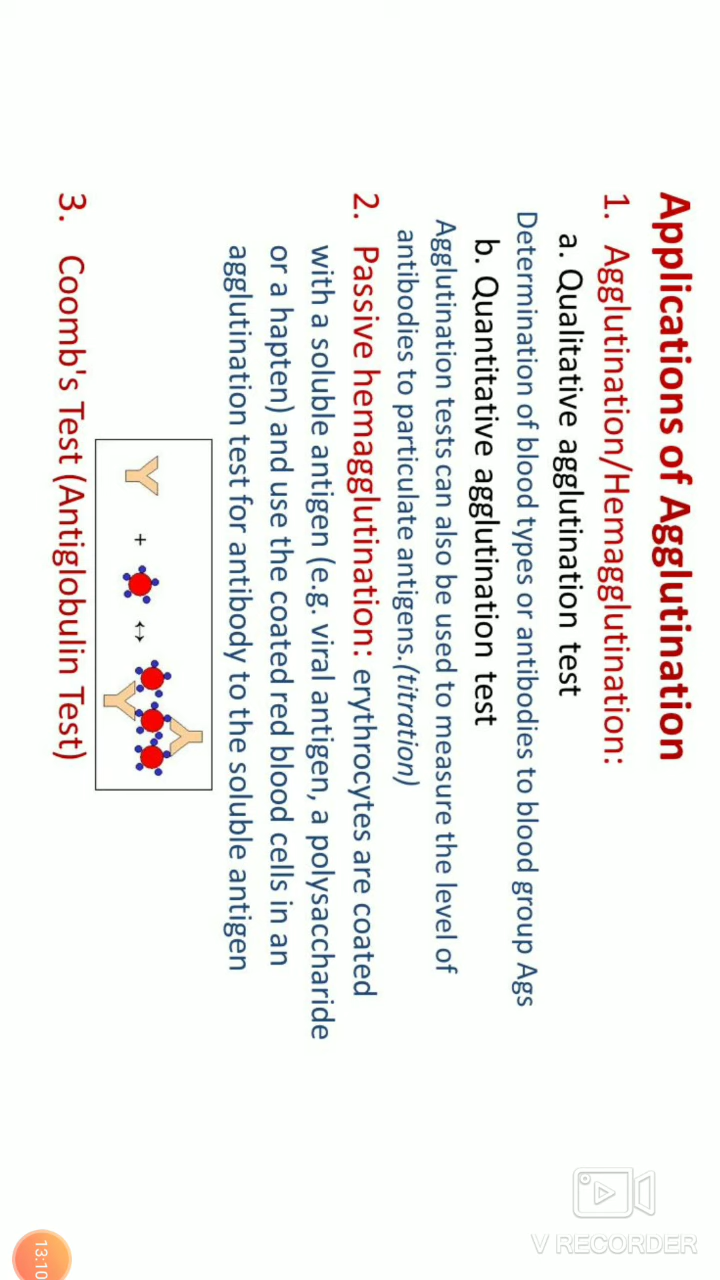 Applications of Agglutination
1. Agglutination/Hemagglutination:
a. Qualitative agglutination test
Determination of blood types or antibodies to blood group Ags
b. Quantitative agglutination test
Agglutination tests can also be used to measure the level of
antibodies to particulate antigens.(titration)
2. Passive hemagglutination: erythrocytes are coated
with a soluble antigen (e.g. viral antigen, a polysaccharide
or a hapten) and use the coated red blood cells in an
agglutination test for antibody to the soluble antigen
+ ↔
3. Coomb's Test (Antiglobulin Test)
V RECORDER
13:10